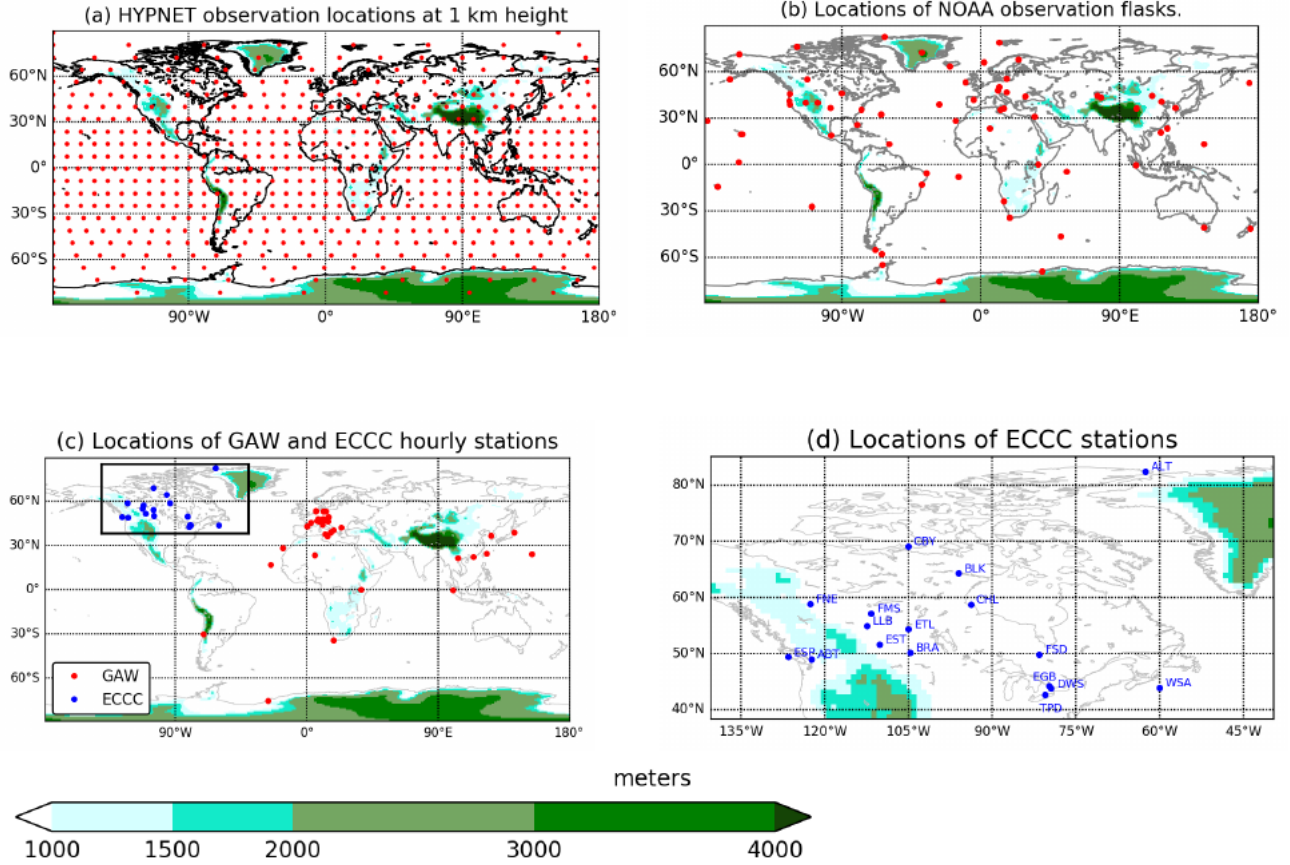 (a) HYPNET observation locations at 1 km height
60°N
30°N
0°
30°S
60°S
90°W 0° 90°E 180°
(b) Locations of NOAA observation flasks.
60°N
30°N
0°
30°S
60°S
90°W 0° 90°E 180°
(c) Locations of GAW and ECCC hourly stations
60°N
30°N
0°
30°S
60°S
GAW
ECCC
90°W 0° 90°E 180°
(d) Locations of ECCC stations
80°N
70°N
60°N
50°N
40°N
ALT
CBY
BLK
FNE
FMS
CHL
LLB
ETL
EST
BRA
ESP
ABT
FSD
EGB
DWS
WSA
TPD
135°W 120°W 105°W 90°W 75°W 60°W 45°W
meters
1000 1500 2000 3000 4000